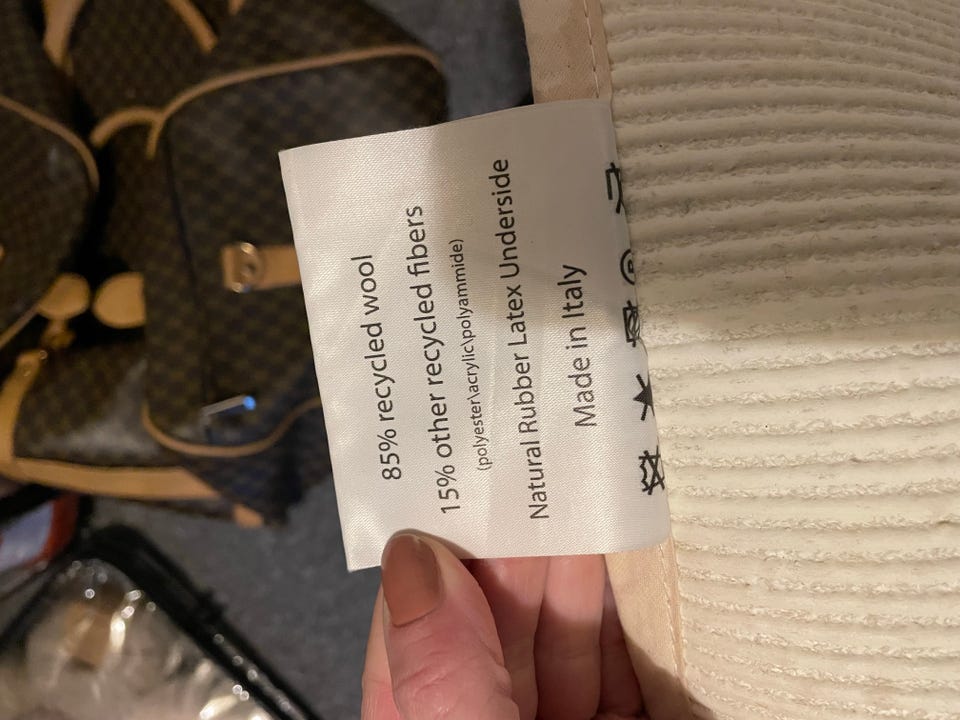 85% recycled wool
15% other recycled fibers
(polyester\acrylic\polyammide)
Natural Rubber Latex Underside
Made in Italy